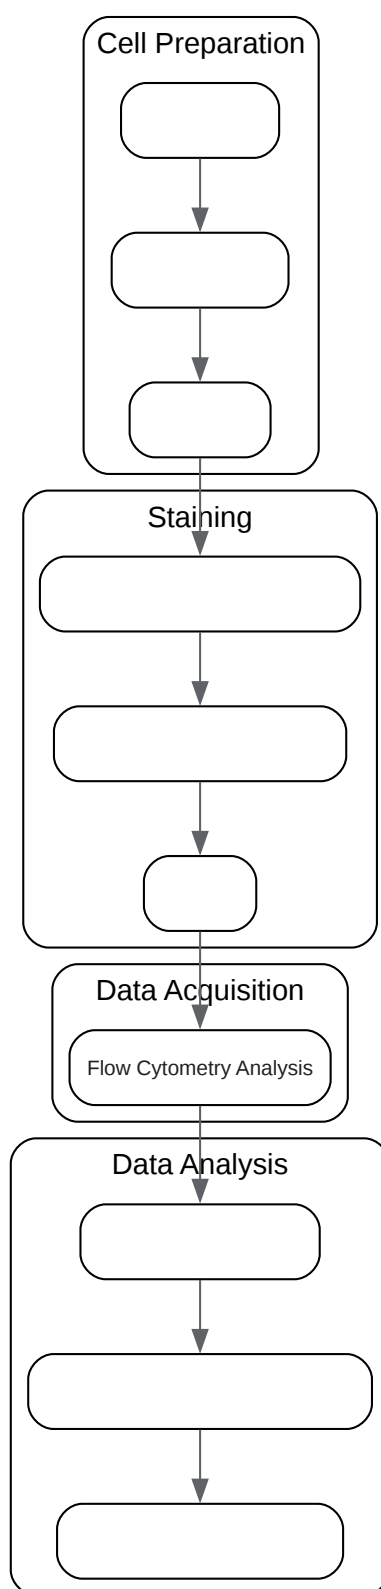 Cell Preparation
Staining
Data Acquisition
Flow Cytometry Analysis
Data Analysis